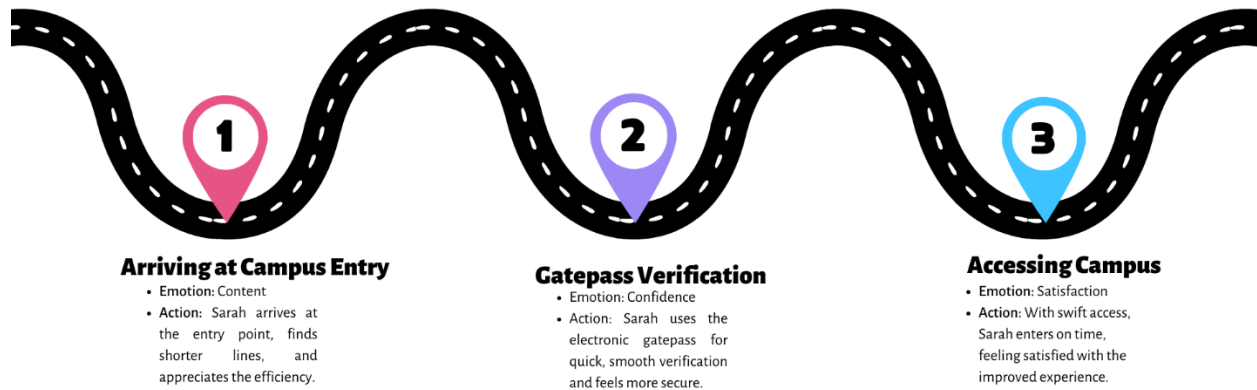 1
Arriving at Campus Entry
• Emotion: Content
• Action: Sarah arrives at
the entry point, finds
shorter lines, and
appreciates the efficiency.
2
Gatepass Verification
• Emotion: Confidence
• Action: Sarah uses the
electronic gatepass for
quick, smooth verification
and feels more secure.
3
Accessing Campus
• Emotion: Satisfaction
• Action: With swift access,
Sarah enters on time,
feeling satisfied with the
improved experience.